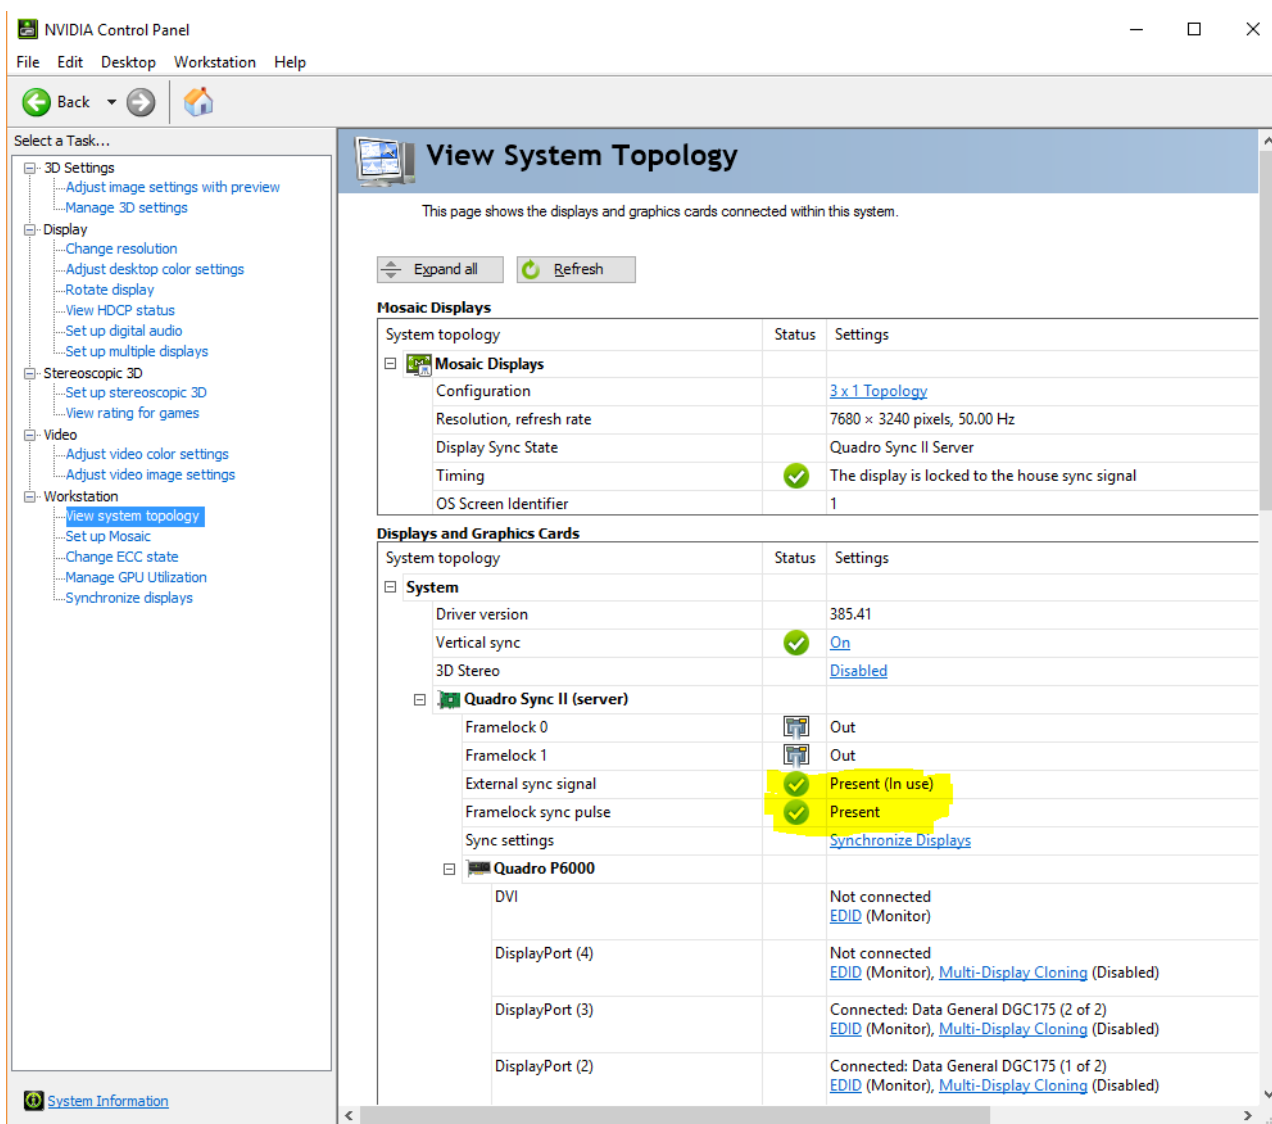 NVIDIA Control Panel
File Edit Desktop Workstation Help
Back
Select a Task...
3D Settings
Adjust image settings with preview
Manage 3D settings
Display
Change resolution
Adjust desktop color settings
Rotate display
View HDCP status
Set up digital audio
Set up multiple displays
Stereoscopic 3D
Set up stereoscopic 3D
View rating for games
Video
Adjust video color settings
Adjust video image settings
Workstation
View system topology
Set up Mosaic
Change ECC state
Manage GPU Utilization
Synchronize displays
System Information
View System Topology
This page shows the displays and graphics cards connected within this system.
Expand all Refresh
Mosaic Displays
System topology Status Settings
Mosaic Displays
Configuration 3 x 1 Topology
Resolution, refresh rate 7680 × 3240 pixels, 50.00 Hz
Display Sync State Quadro Sync II Server
Timing The display is locked to the house sync signal
OS Screen Identifier 1
Displays and Graphics Cards
System topology Status Settings
System
Driver version 385.41
Vertical sync On
3D Stereo Disabled
Quadro Sync II (server)
Framelock 0 Out
Framelock 1 Out
External sync signal Present (In use)
Framelock sync pulse Present
Sync settings Synchronize Displays
Quadro P6000
DVI Not connected
EDID (Monitor)
DisplayPort (4) Not connected
EDID (Monitor), Multi-Display Cloning (Disabled)
DisplayPort (3) Connected: Data General DGC175 (2 of 2)
EDID (Monitor), Multi-Display Cloning (Disabled)
DisplayPort (2) Connected: Data General DGC175 (1 of 2)
EDID (Monitor), Multi-Display Cloning (Disabled)